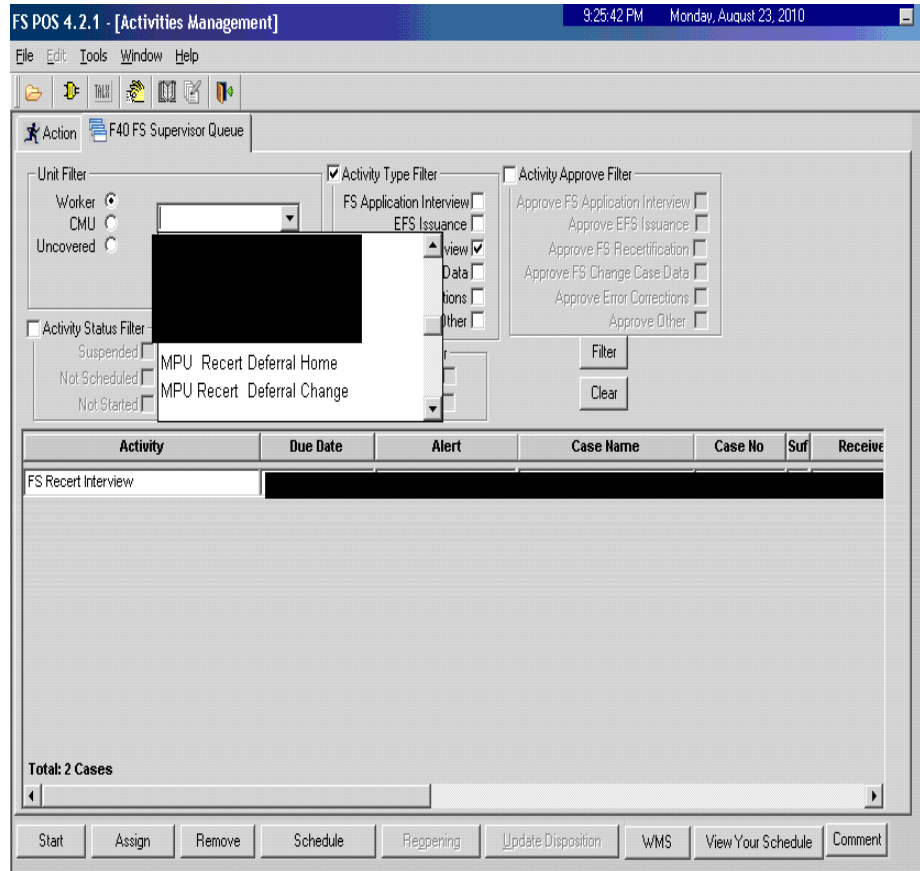 FS POS 4.2.1 - [Activities Management]
9:25:42 PM Monday, August 23, 2010
File Edit Tools Window Help
TALX
Action F40 FS Supervisor Queue
Unit Filter
Worker
CMU
Uncovered
Activity Type Filter
FS Application Interview
EFS Issuance
view
Data
tions
Other
Activity Approve Filter
Approve FS Application Interview
Approve EFS Issuance
Approve FS Recertification
Approve FS Change Case Data
Approve Error Corrections
Approve Other
MPU Recert Deferral Home
MPU Recert Deferral Change
Activity Status Filter
Suspended
Not Scheduled
Not Started
r
Filter
Clear
Activity Due Date Alert Case Name Case No Suf Receive
FS Recert Interview
Total: 2 Cases
Start Assign Remove Schedule Reopening Update Disposition WMS View Your Schedule Comment